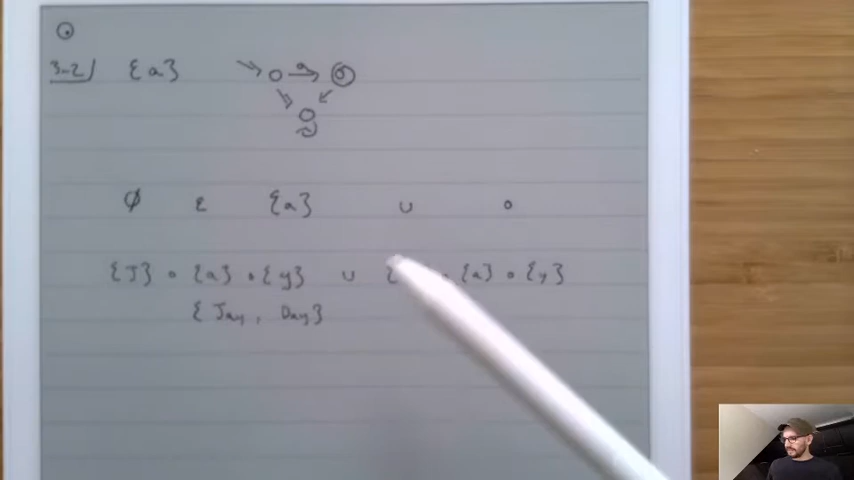 3-2/ {a} a
∅ ε {a} ∪ ∘
{J} ∘ {a} ∘ {y} ∪ { ∘ {a} ∘ {y}
{Jay, Day}